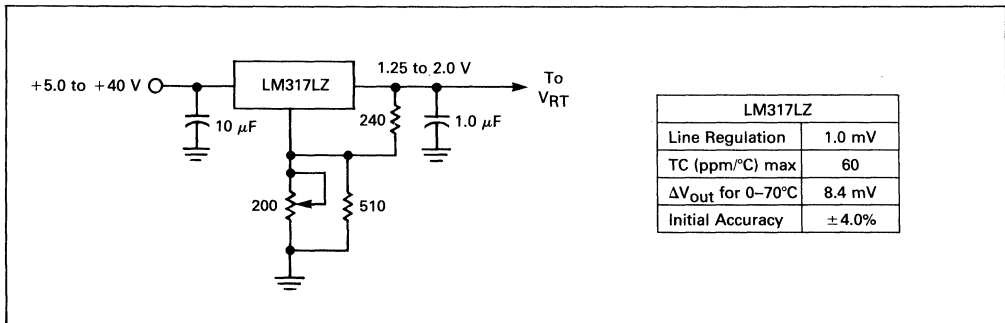 +5.0 to +40 V
LM317LZ
1.25 to 2.0 V
To
V_RT
10 μF
240
1.0 μF
200
510
LM317LZ
Line Regulation 1.0 mV
TC (ppm/°C) max 60
ΔV_out for 0–70°C 8.4 mV
Initial Accuracy ±4.0%